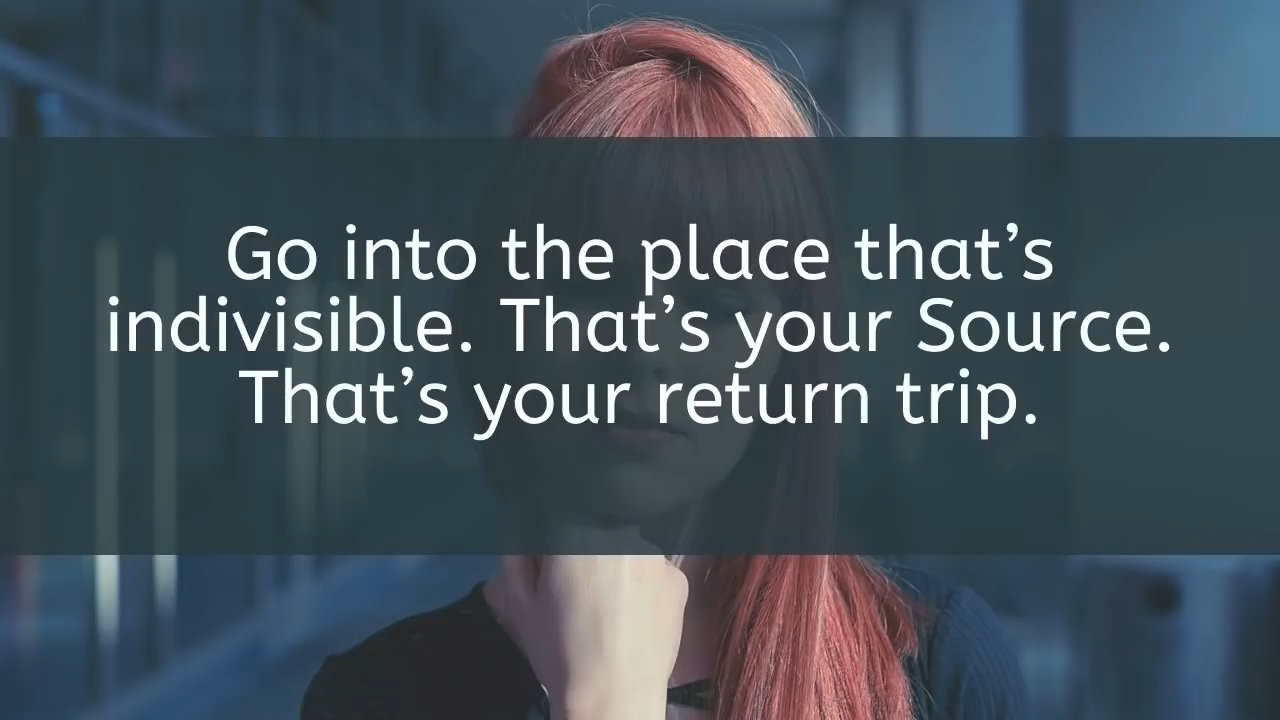 Go into the place that’s
indivisible. That’s your Source.
That’s your return trip.